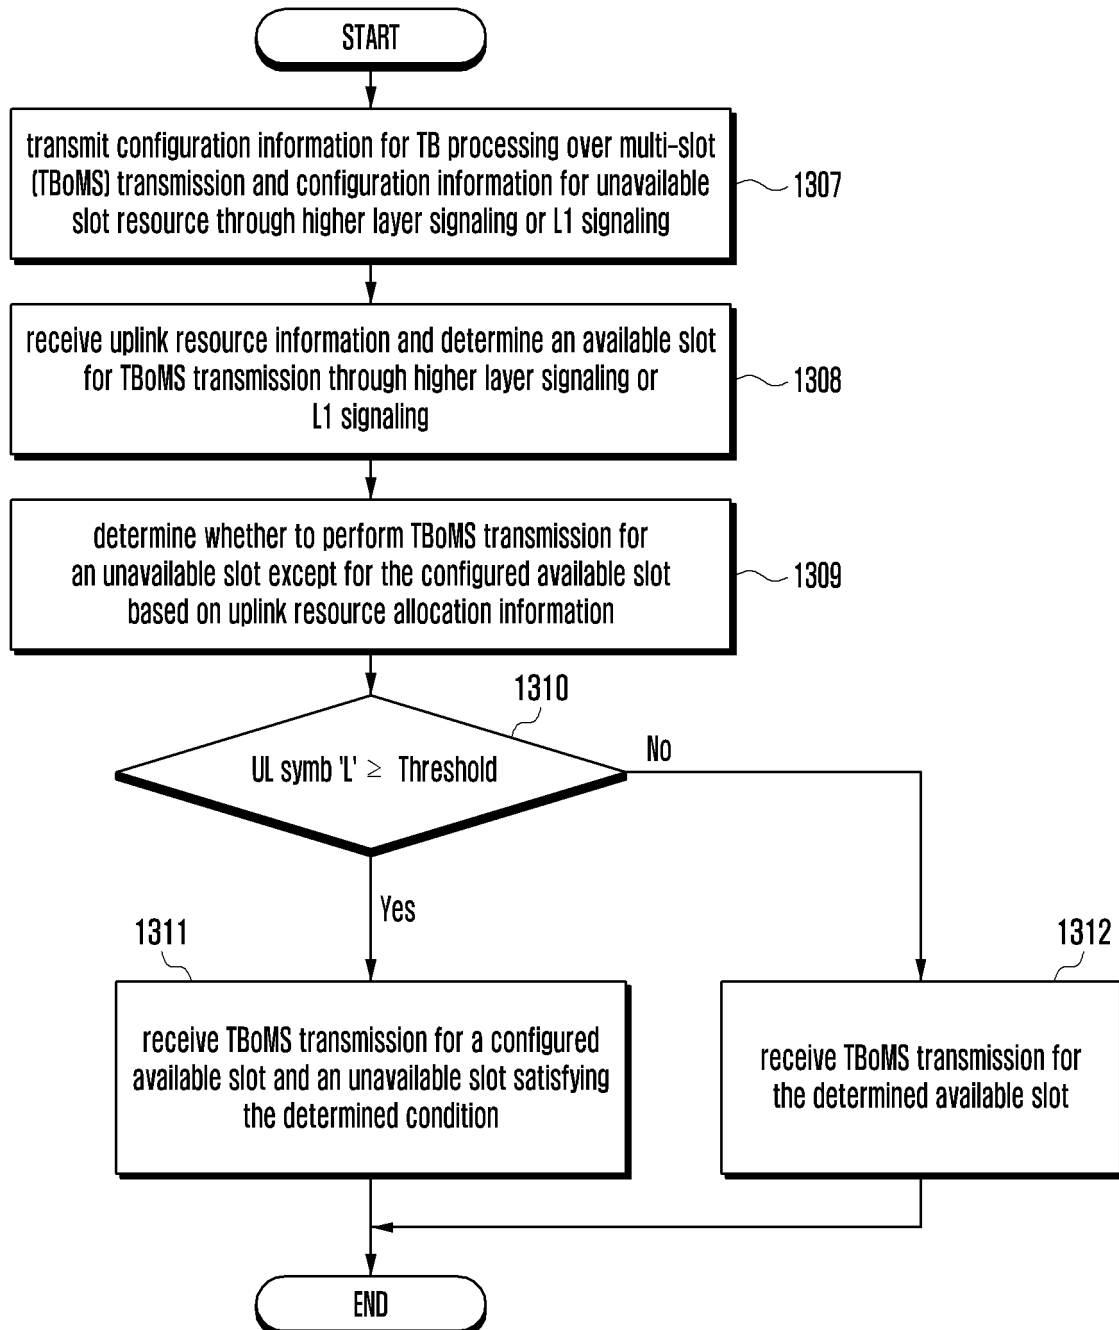 START
transmit configuration information for TB processing over multi-slot
(TBoMS) transmission and configuration information for unavailable
slot resource through higher layer signaling or L1 signaling
1307
receive uplink resource information and determine an available slot
for TBoMS transmission through higher layer signaling or
L1 signaling
1308
determine whether to perform TBoMS transmission for
an unavailable slot except for the configured available slot
based on uplink resource allocation information
1309
1310
UL symb 'L' ≥ Threshold
No
Yes
1311
1312
receive TBoMS transmission for a configured
available slot and an unavailable slot satisfying
the determined condition
receive TBoMS transmission for
the determined available slot
END